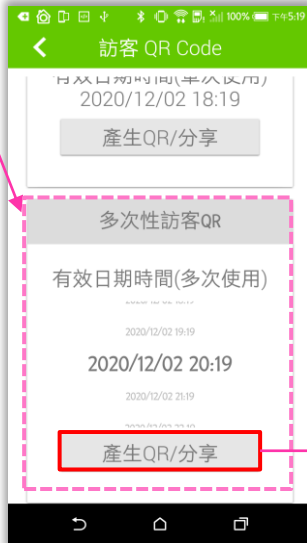 100% 下午5:19
訪客 QR Code
有效日期時間(單次使用)
2020/12/02 18:19
產生QR/分享
多次性訪客QR
有效日期時間(多次使用)
2020/12/02 19:19
2020/12/02 20:19
2020/12/02 21:19
產生QR/分享